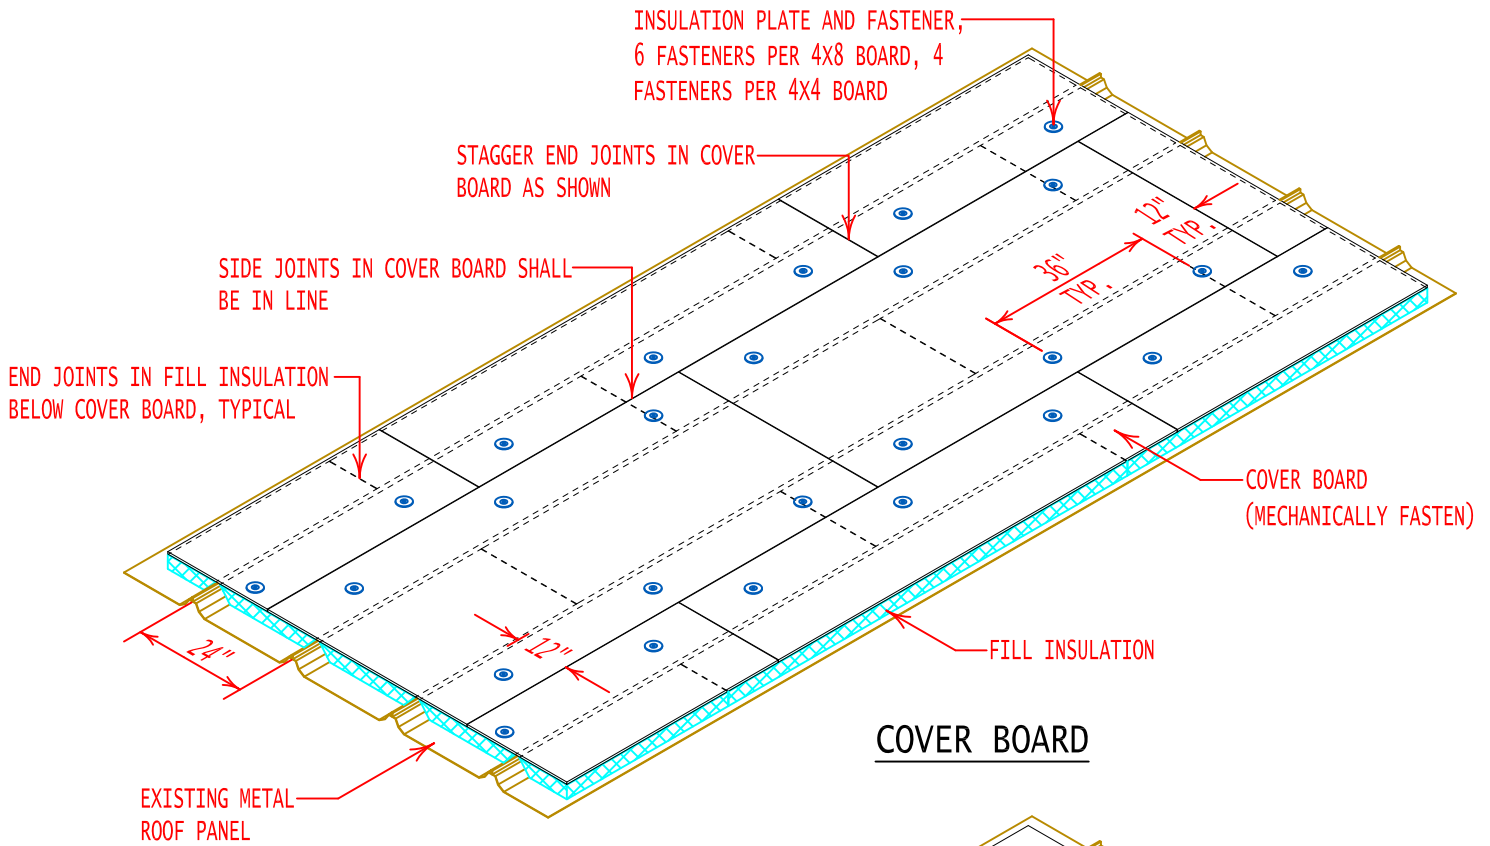 INSULATION PLATE AND FASTENER,
6 FASTENERS PER 4X8 BOARD, 4
FASTENERS PER 4X4 BOARD
STAGGER END JOINTS IN COVER
BOARD AS SHOWN
SIDE JOINTS IN COVER BOARD SHALL
BE IN LINE
END JOINTS IN FILL INSULATION
BELOW COVER BOARD, TYPICAL
12"
TYP.
36"
TYP.
COVER BOARD
(MECHANICALLY FASTEN)
24"
12"
FILL INSULATION
COVER BOARD
EXISTING METAL
ROOF PANEL